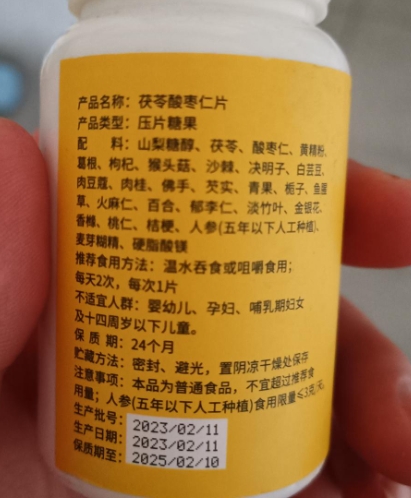 产品名称：茯苓酸枣仁片
产品类型：压片糖果
配 料：山梨糖醇、茯苓、酸枣仁、黄精粉、
葛根、枸杞、猴头菇、沙棘、决明子、白芸豆、
肉豆蔻、肉桂、佛手、芡实、青果、栀子、鱼腥
草、火麻仁、百合、郁李仁、淡竹叶、金银花、
香橼、桃仁、桔梗、人参(五年以下人工种植)、
麦芽糊精、硬脂酸镁
推荐食用方法：温水吞食或咀嚼食用；
每天2次，每次1片
不适宜人群：婴幼儿、孕妇、哺乳期妇女
及十四周岁以下儿童。
保 质 期：24个月
贮藏方法：密封、避光，置阴凉干燥处保存
注意事项：本品为普通食品，不宜超过推荐食
用量；人参(五年以下人工种植)食用限量≤3克/天。
生产批号：2023/02/11
生产日期：2023/02/11
保质期至：2025/02/10